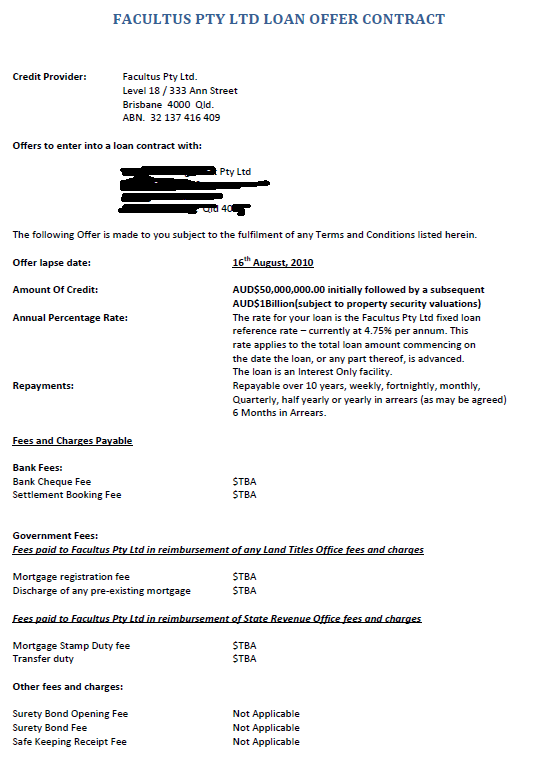 FACULTUS PTY LTD LOAN OFFER CONTRACT
Credit Provider: Facultus Pty Ltd.
Level 18 / 333 Ann Street
Brisbane 4000 Qld.
ABN. 32 137 416 409
Offers to enter into a loan contract with:
Pty Ltd
Qld 40
The following Offer is made to you subject to the fulfilment of any Terms and Conditions listed herein.
Offer lapse date: 16th August, 2010
Amount Of Credit: AUD$50,000,000.00 initially followed by a subsequent
AUD$1Billion(subject to property security valuations)
Annual Percentage Rate: The rate for your loan is the Facultus Pty Ltd fixed loan
reference rate – currently at 4.75% per annum. This
rate applies to the total loan amount commencing on
the date the loan, or any part thereof, is advanced.
The loan is an Interest Only facility.
Repayments: Repayable over 10 years, weekly, fortnightly, monthly,
Quarterly, half yearly or yearly in arrears (as may be agreed)
6 Months in Arrears.
Fees and Charges Payable
Bank Fees:
Bank Cheque Fee $TBA
Settlement Booking Fee $TBA
Government Fees:
Fees paid to Facultus Pty Ltd in reimbursement of any Land Titles Office fees and charges
Mortgage registration fee $TBA
Discharge of any pre-existing mortgage $TBA
Fees paid to Facultus Pty Ltd in reimbursement of State Revenue Office fees and charges
Mortgage Stamp Duty fee $TBA
Transfer duty $TBA
Other fees and charges:
Surety Bond Opening Fee Not Applicable
Surety Bond Fee Not Applicable
Safe Keeping Receipt Fee Not Applicable